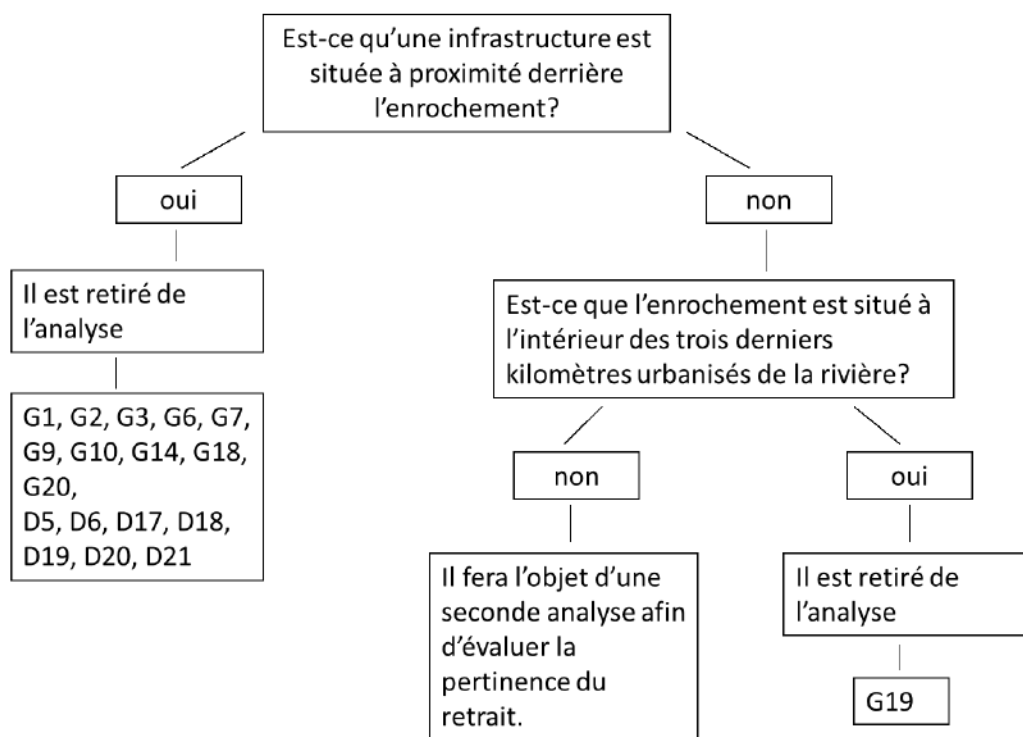 Est-ce qu'une infrastructure est
située à proximité derrière
l'enrochement?
oui
non
Il est retiré de
l'analyse
Est-ce que l'enrochement est situé à
l'intérieur des trois derniers
kilomètres urbanisés de la rivière?
G1, G2, G3, G6, G7,
G9, G10, G14, G18,
G20,
D5, D6, D17, D18,
D19, D20, D21
non
oui
Il fera l'objet d'une
seconde analyse afin
d'évaluer la
pertinence du
retrait.
Il est retiré de
l'analyse
G19